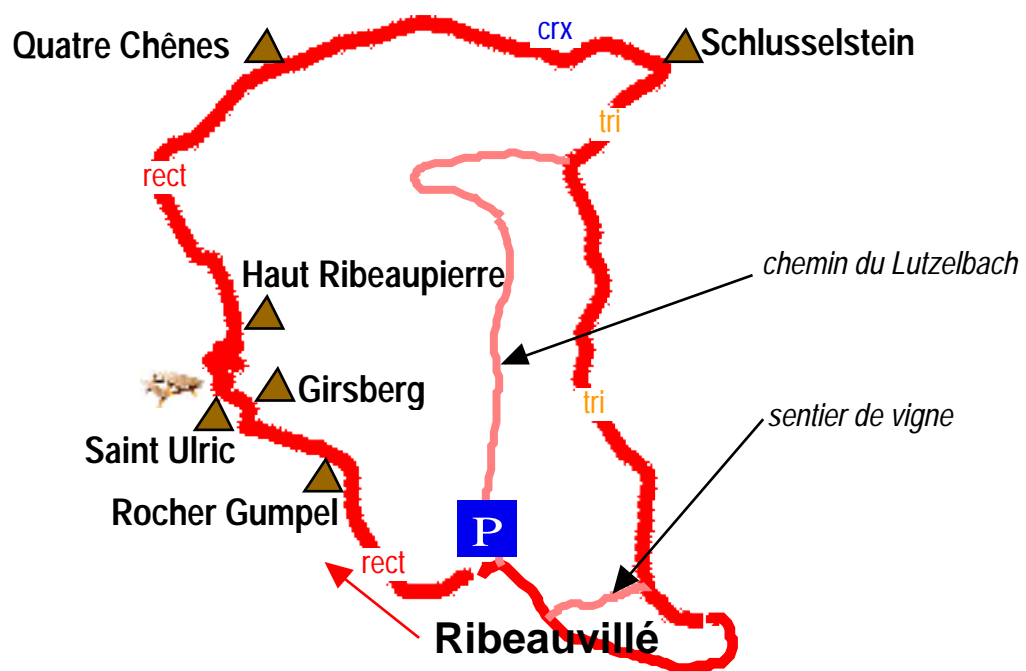 crx
Quatre Chênes
Schlusselstein
tri
rect
chemin du Lutzelbach
Haut Ribeaupierre
Girsberg
tri
sentier de vigne
Saint Ulric
Rocher Gumpel
P
rect
Ribeauvillé